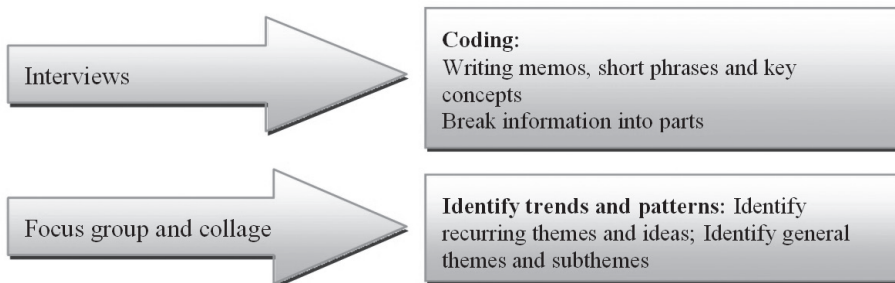 Interviews
Coding:
Writing memos, short phrases and key
concepts
Break information into parts
Focus group and collage
Identify trends and patterns: Identify
recurring themes and ideas; Identify general
themes and subthemes